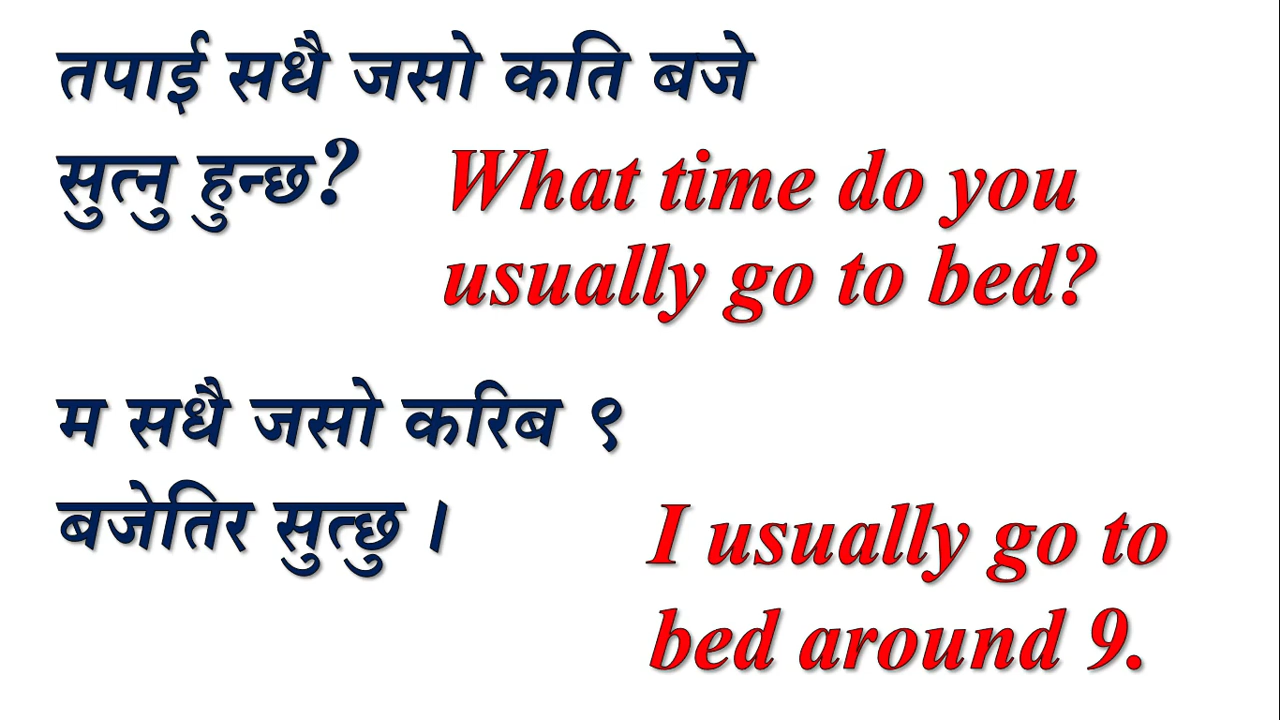 तपाई सधै जसो कति बजे
सुत्नु हुन्छ?
What time do you
usually go to bed?
म सधै जसो करिब ९
बजेतिर सुत्छु ।
I usually go to
bed around 9.